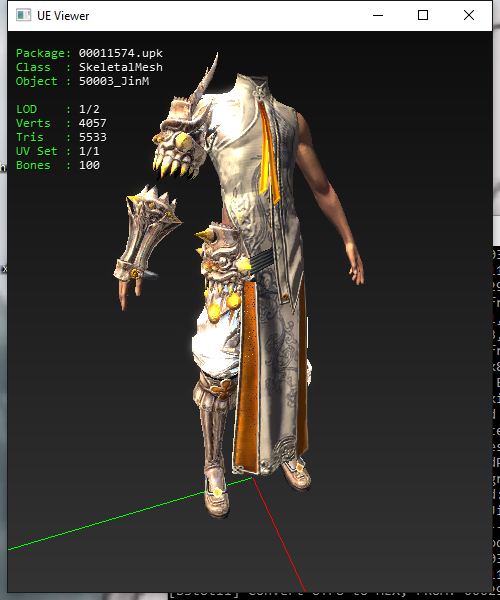 UE Viewer
Package: 00011574.upk
Class : SkeletalMesh
Object : 50003_JinM
LOD : 1/2
Verts : 4057
Tris : 5533
UV Set : 1/1
Bones : 100